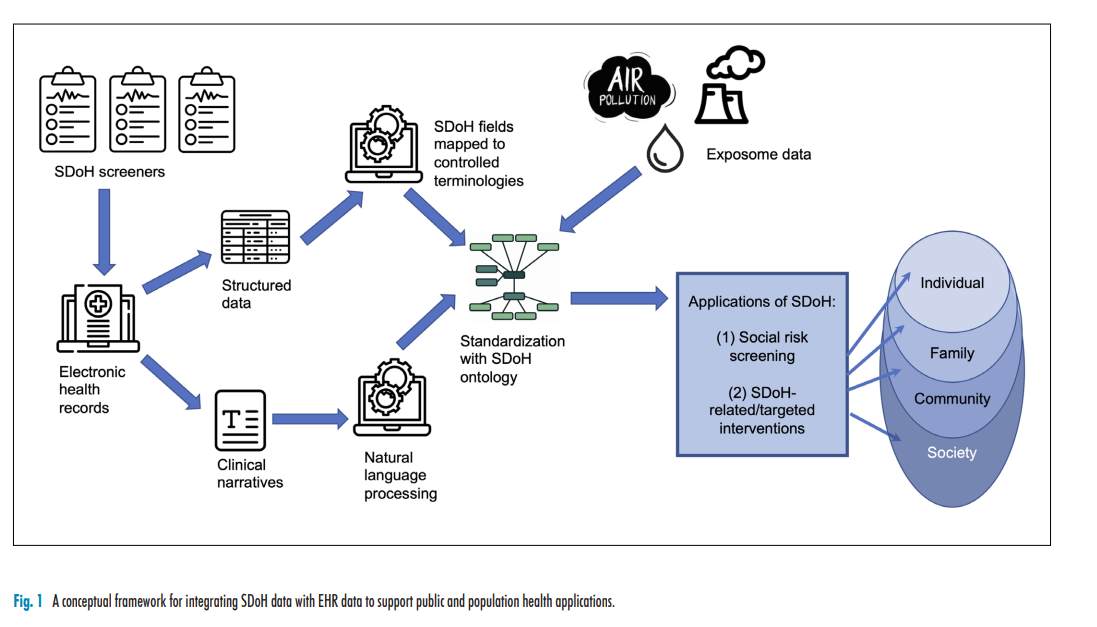 SDoH screeners
Electronic
health
records
Structured
data
Clinical
narratives
T
SDoH fields
mapped to
controlled
terminologies
Natural
language
processing
AIR
POLLUTION
Exposome data
Standardization
with SDoH
ontology
Applications of SDoH:
(1) Social risk
screening
(2) SDoH-
related/targeted
interventions
Individual
Family
Community
Society
Fig. 1 A conceptual framework for integrating SDoH data with EHR data to support public and population health applications.